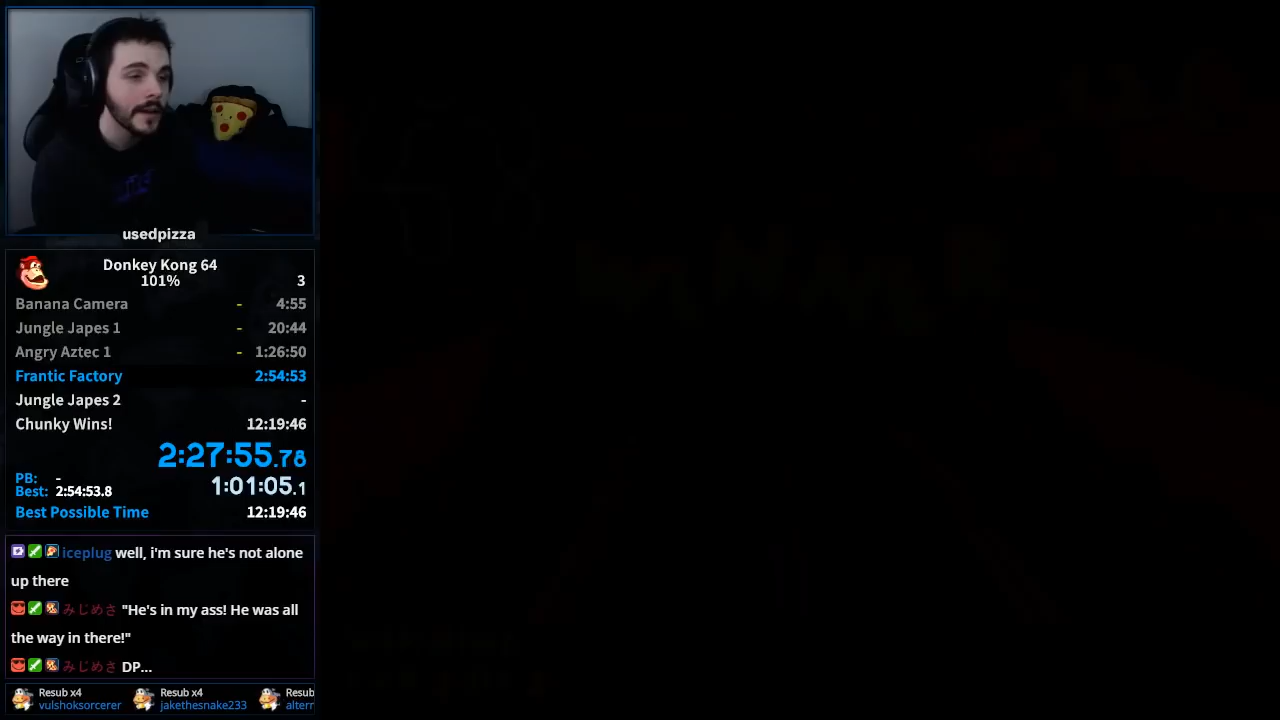 usedpizza
Donkey Kong 64
101% 3
Banana Camera - 4:55
Jungle Japes 1 - 20:44
Angry Aztec 1 - 1:26:50
Frantic Factory 2:54:53
Jungle Japes 2 -
Chunky Wins! 12:19:46
2:27:55.78
PB: -
Best: 2:54:53.8
1:01:05.1
Best Possible Time 12:19:46
iceplug well, i'm sure he's not alone
up there
みじめさ "He's in my ass! He was all
the way in there!"
みじめさ DP...
Resub x4 Resub x4 Resub
vulshoksorcerer jakethesnake233 alterr